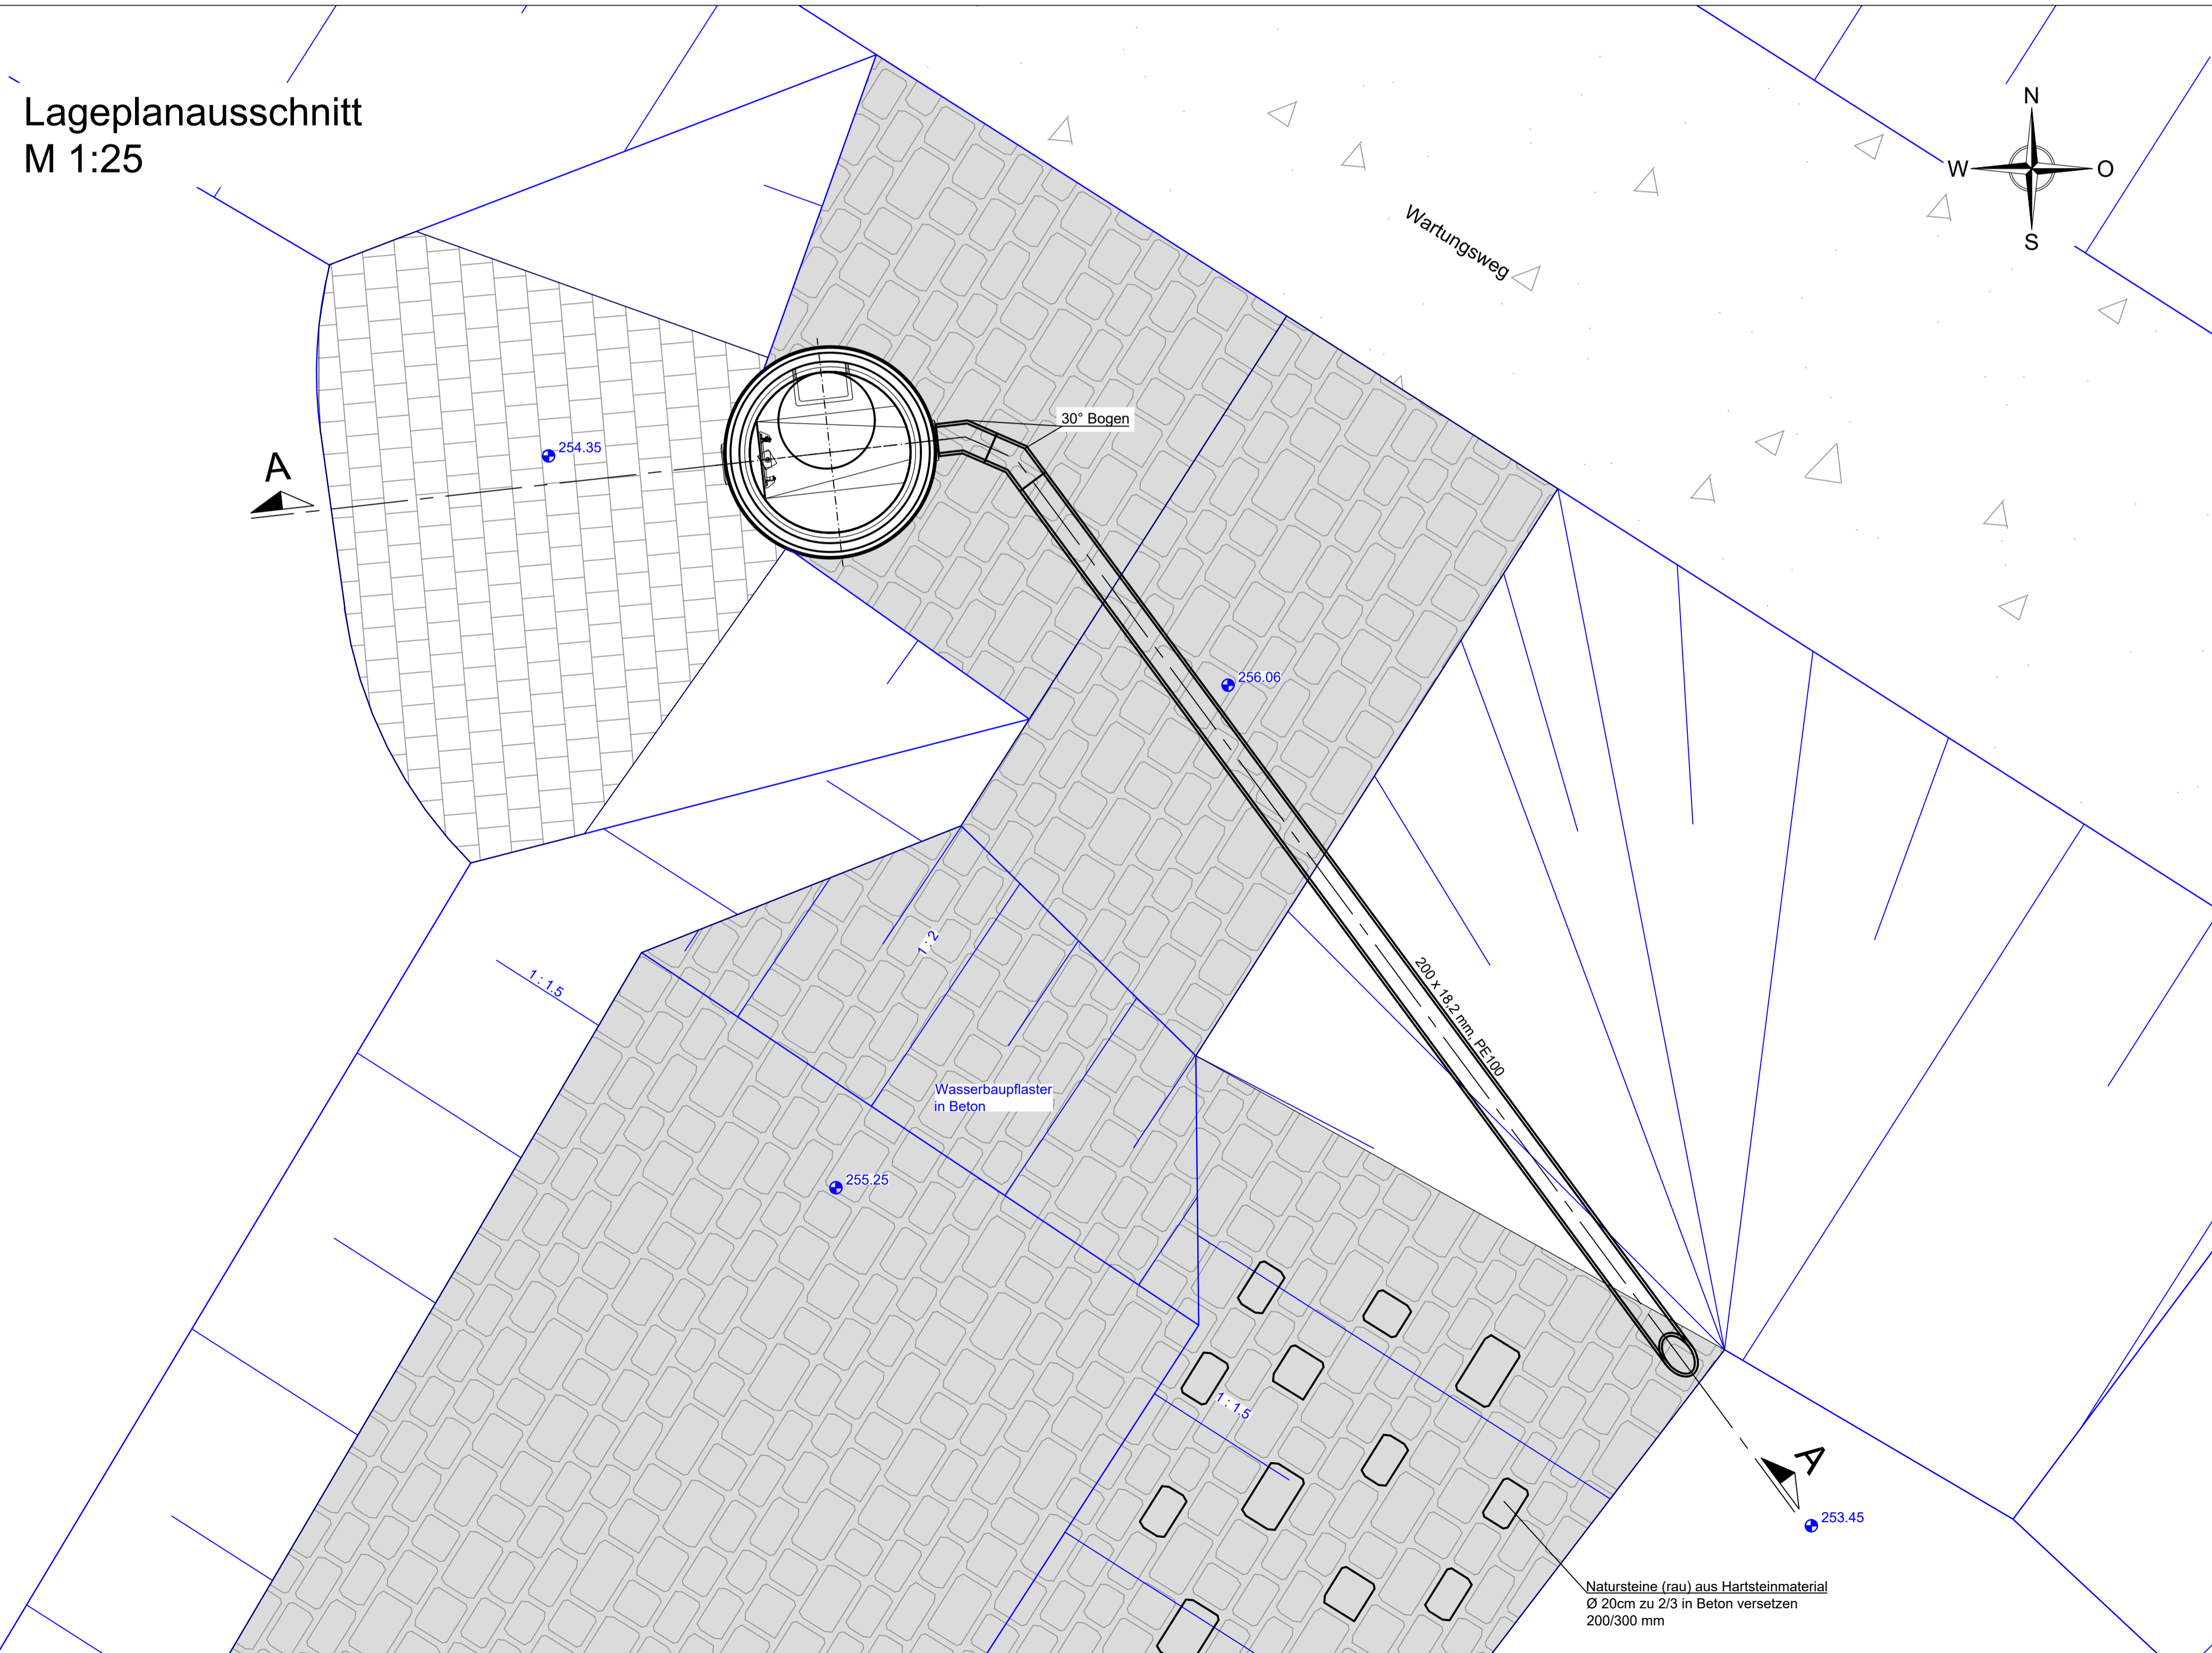 Lageplanausschnitt
M 1:25
N
W
O
S
Wartungsweg
30° Bogen
254.35
A
256.06
1 : 2
1 : 1.5
200 x 18,2 mm, PE100
Wasserbaupflaster
in Beton
255.25
1 : 1.5
A
253.45
Natursteine (rau) aus Hartsteinmaterial
Ø 20cm zu 2/3 in Beton versetzen
200/300 mm